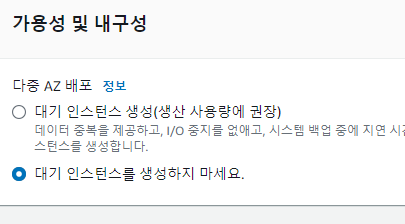 가용성 및 내구성
다중 AZ 배포 정보
대기 인스턴스 생성(생산 사용량에 권장)
데이터 중복을 제공하고, I/O 중지를 없애고, 시스템 백업 중에 지연 시간
스턴스를 생성합니다.
대기 인스턴스를 생성하지 마세요.